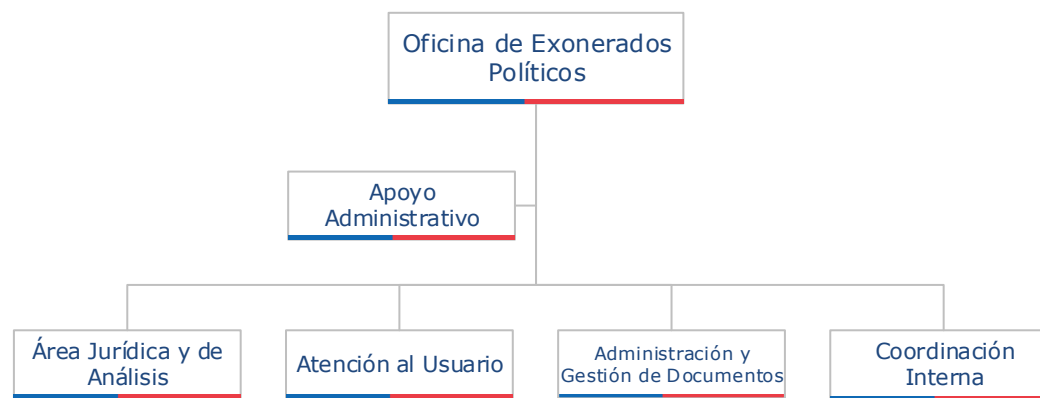 Oficina de Exonerados
Políticos
Apoyo
Administrativo
Área Jurídica y de
Análisis
Atención al Usuario
Administración y
Gestión de Documentos
Coordinación
Interna